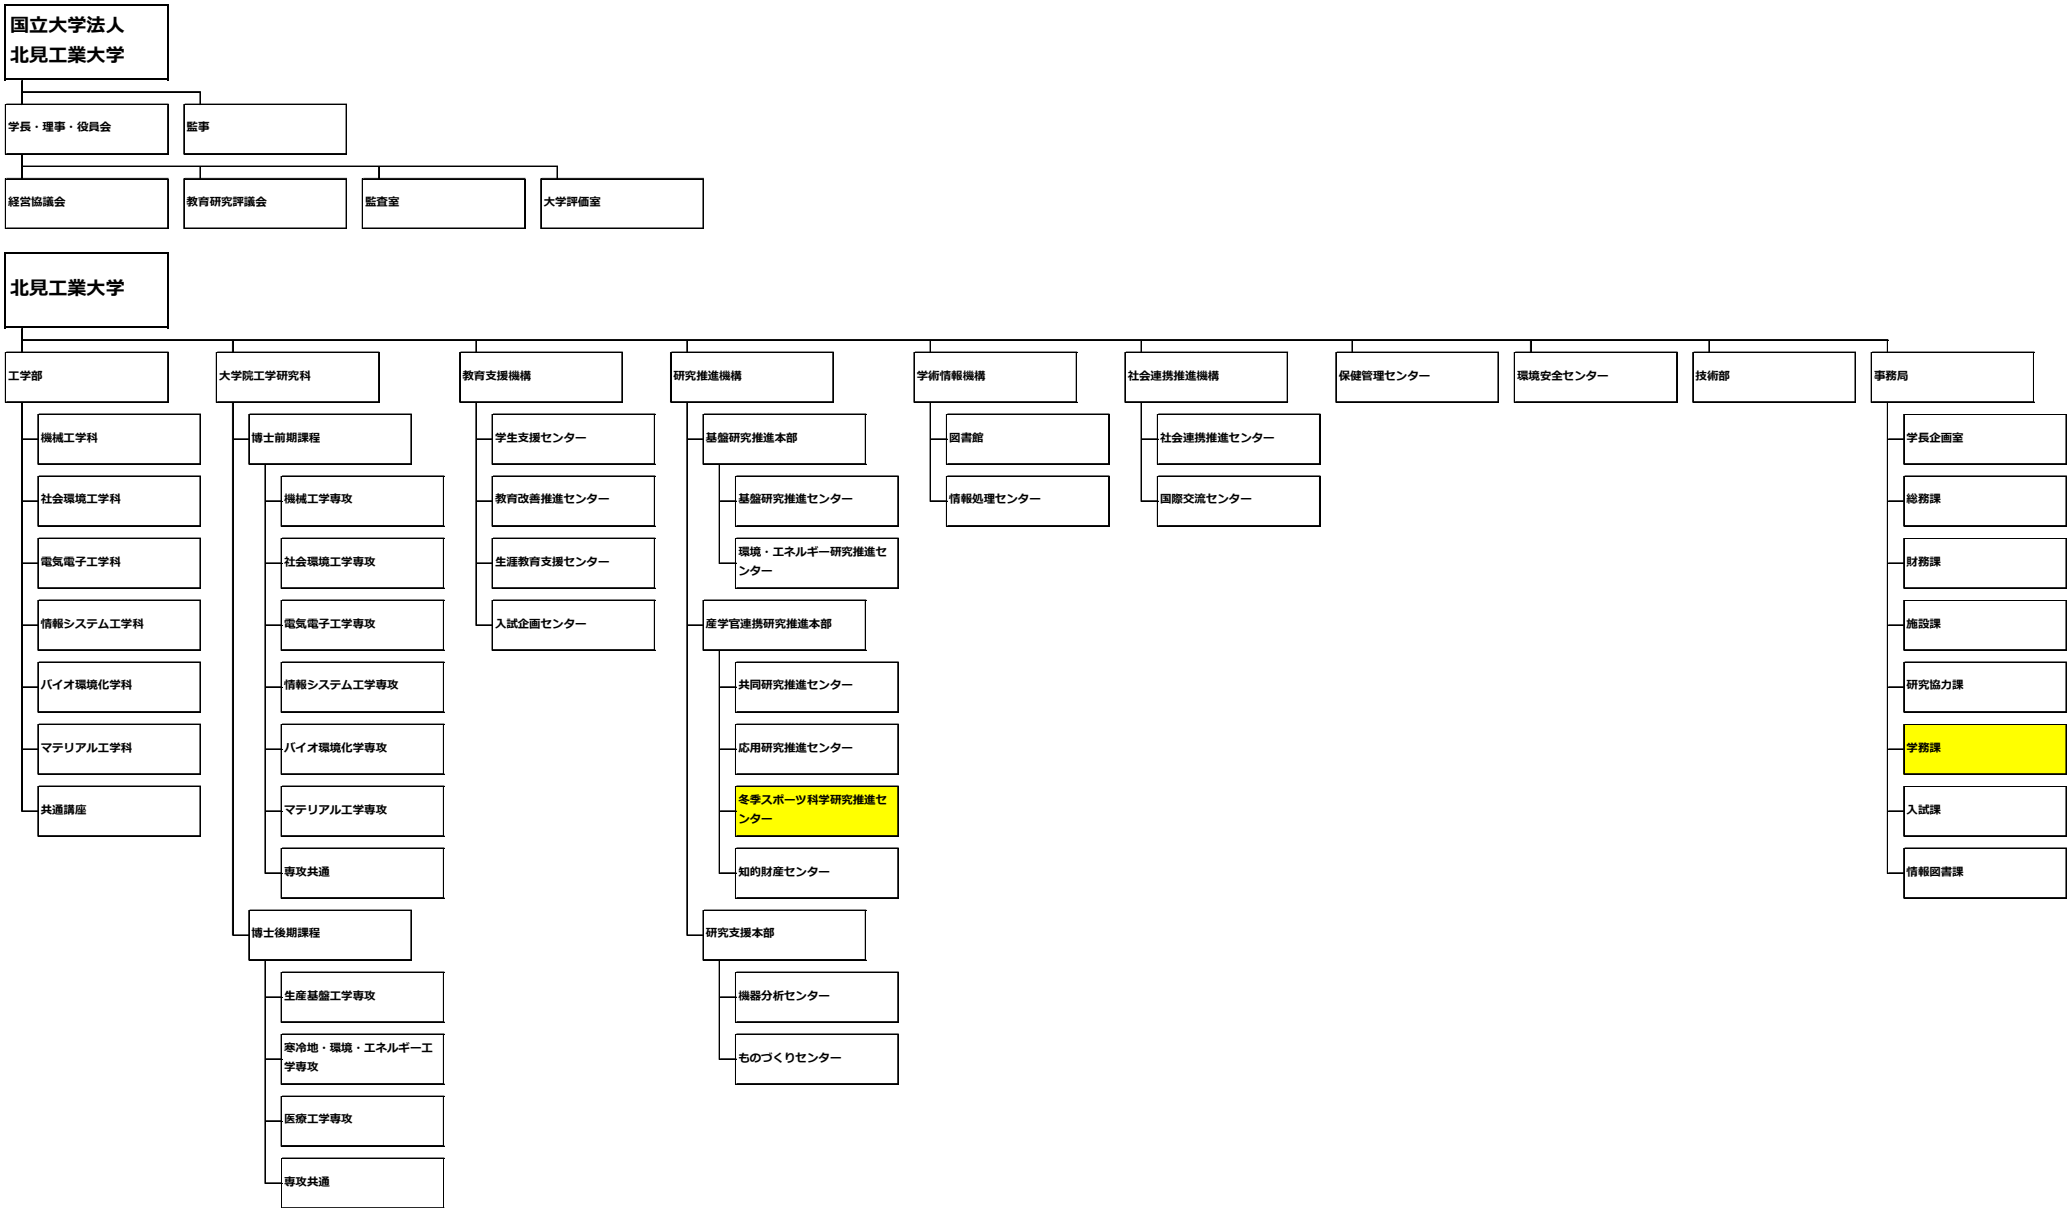 国立大学法人
北見工業大学
学長・理事・役員会
監事
経営協議会
教育研究評議会
監査室
大学評価室
北見工業大学
工学部
機械工学科
社会環境工学科
電気電子工学科
情報システム工学科
バイオ環境化学科
マテリアル工学科
共通講座
大学院工学研究科
博士前期課程
機械工学専攻
社会環境工学専攻
電気電子工学専攻
情報システム工学専攻
バイオ環境化学専攻
マテリアル工学専攻
専攻共通
博士後期課程
生産基盤工学専攻
寒冷地・環境・エネルギー工
学専攻
医療工学専攻
専攻共通
教育支援機構
学生支援センター
教育改善推進センター
生涯教育支援センター
入試企画センター
研究推進機構
基盤研究推進本部
基盤研究推進センター
環境・エネルギー研究推進セ
ンター
産学官連携研究推進本部
共同研究推進センター
応用研究推進センター
冬季スポーツ科学研究推進セ
ンター
知的財産センター
研究支援本部
機器分析センター
ものづくりセンター
学術情報機構
図書館
情報処理センター
社会連携推進機構
社会連携推進センター
国際交流センター
保健管理センター
環境安全センター
技術部
事務局
学長企画室
総務課
財務課
施設課
研究協力課
学務課
入試課
情報図書課